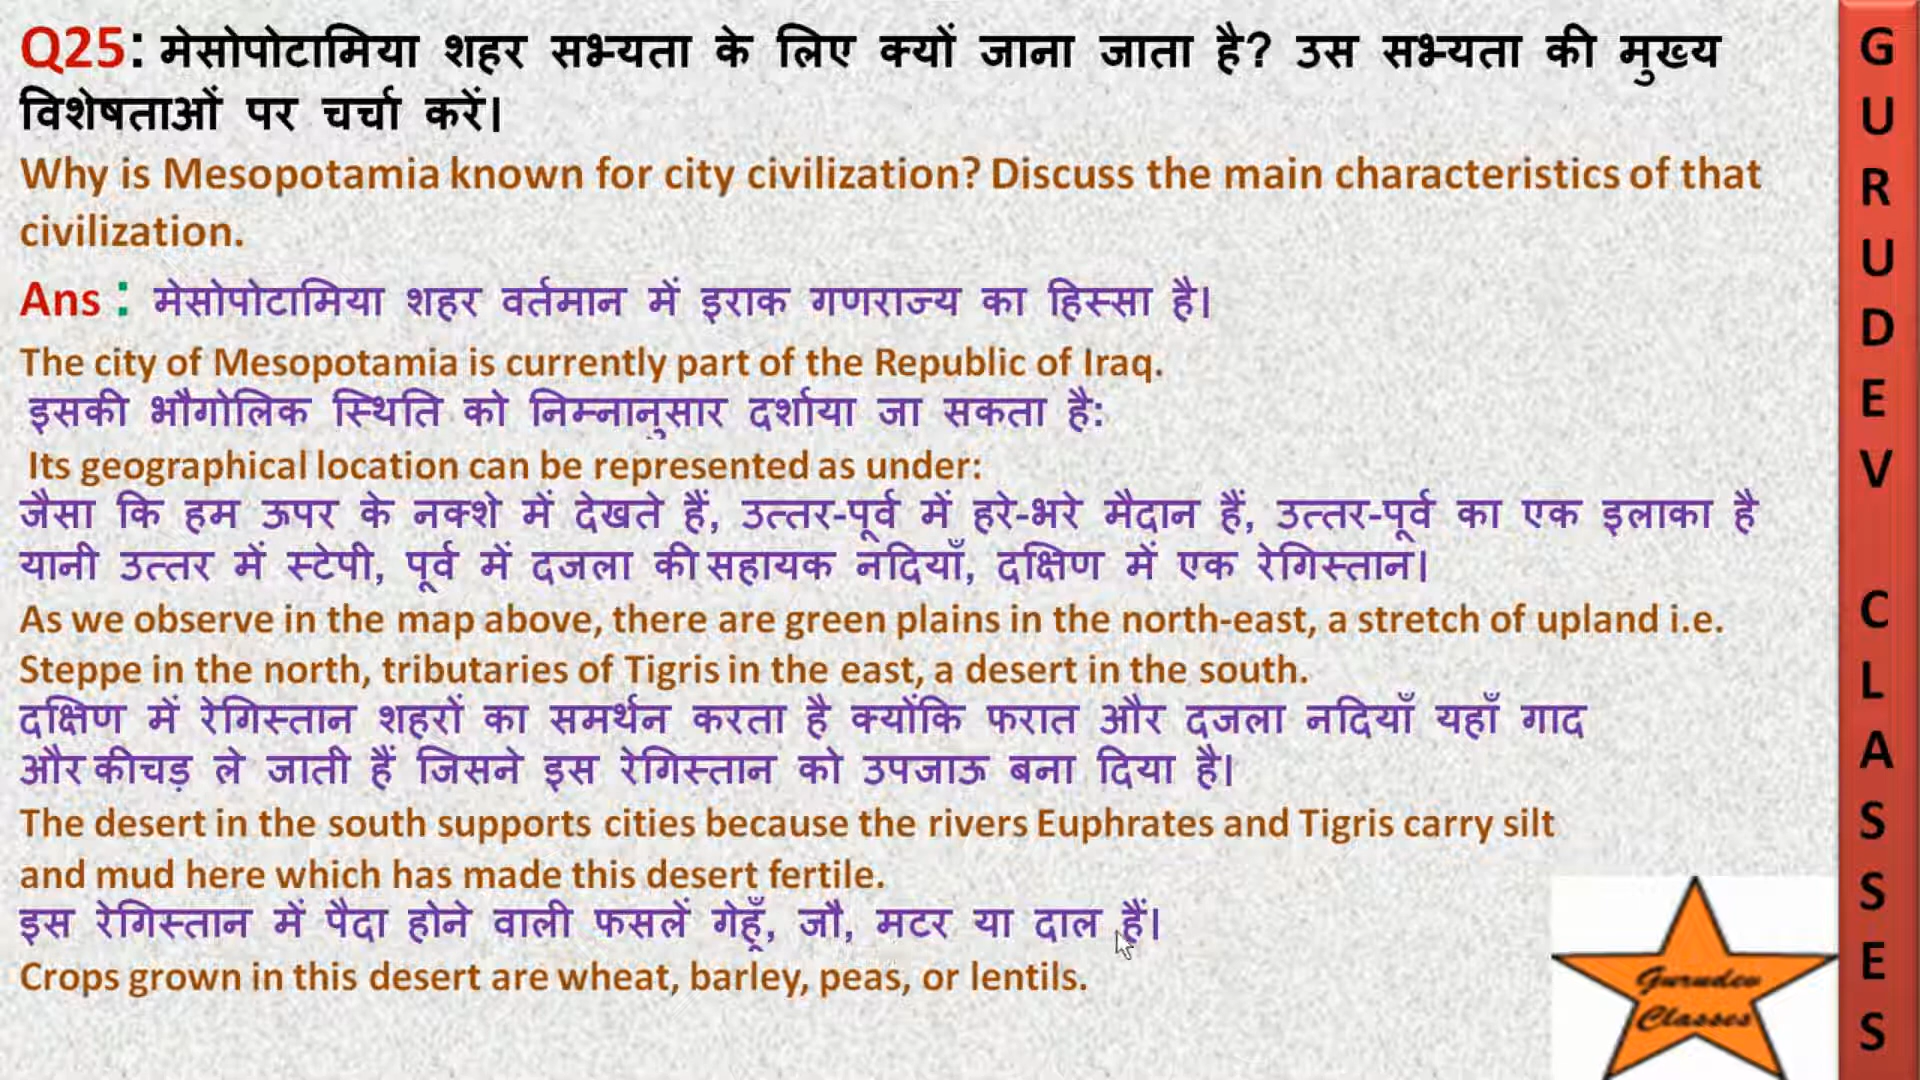 Q25: मेसोपोटामिया शहर सभ्यता के लिए क्यों जाना जाता है? उस सभ्यता की मुख्य
विशेषताओं पर चर्चा करें।
Why is Mesopotamia known for city civilization? Discuss the main characteristics of that
civilization.
Ans : मेसोपोटामिया शहर वर्तमान में इराक गणराज्य का हिस्सा है।
The city of Mesopotamia is currently part of the Republic of Iraq.
इसकी भौगोलिक स्थिति को निम्नानुसार दर्शाया जा सकता है:
Its geographical location can be represented as under:
जैसा कि हम ऊपर के नक्शे में देखते हैं, उत्तर-पूर्व में हरे-भरे मैदान हैं, उत्तर-पूर्व का एक इलाका है
यानी उत्तर में स्टेपी, पूर्व में दजला की सहायक नदियाँ, दक्षिण में एक रेगिस्तान।
As we observe in the map above, there are green plains in the north-east, a stretch of upland i.e.
Steppe in the north, tributaries of Tigris in the east, a desert in the south.
दक्षिण में रेगिस्तान शहरों का समर्थन करता है क्योंकि फरात और दजला नदियाँ यहाँ गाद
और कीचड़ ले जाती हैं जिसने इस रेगिस्तान को उपजाऊ बना दिया है।
The desert in the south supports cities because the rivers Euphrates and Tigris carry silt
and mud here which has made this desert fertile.
इस रेगिस्तान में पैदा होने वाली फसलें गेहूँ, जौ, मटर या दाल हैं।
Crops grown in this desert are wheat, barley, peas, or lentils.
Gurudev
Classes
GURUDEV CLASSES